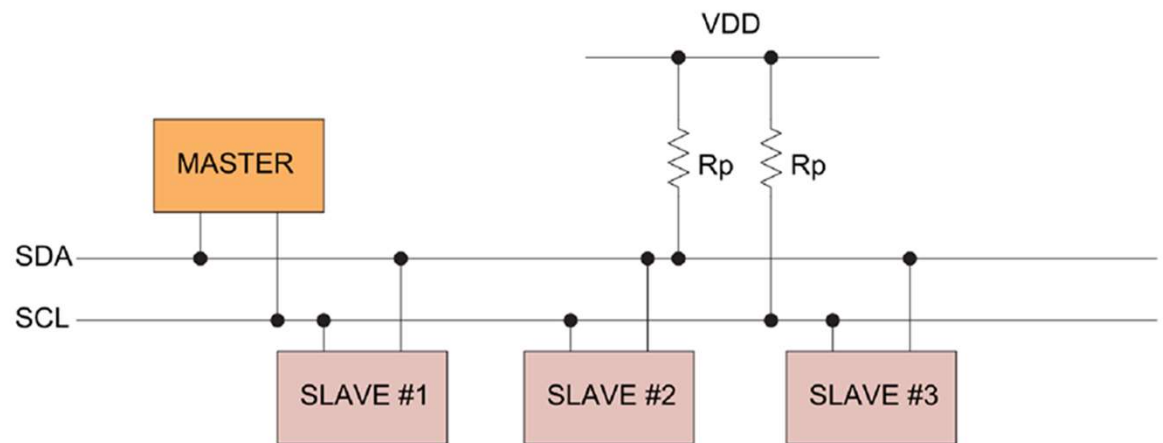 VDD
MASTER
Rp
Rp
SDA
SCL
SLAVE #1
SLAVE #2
SLAVE #3